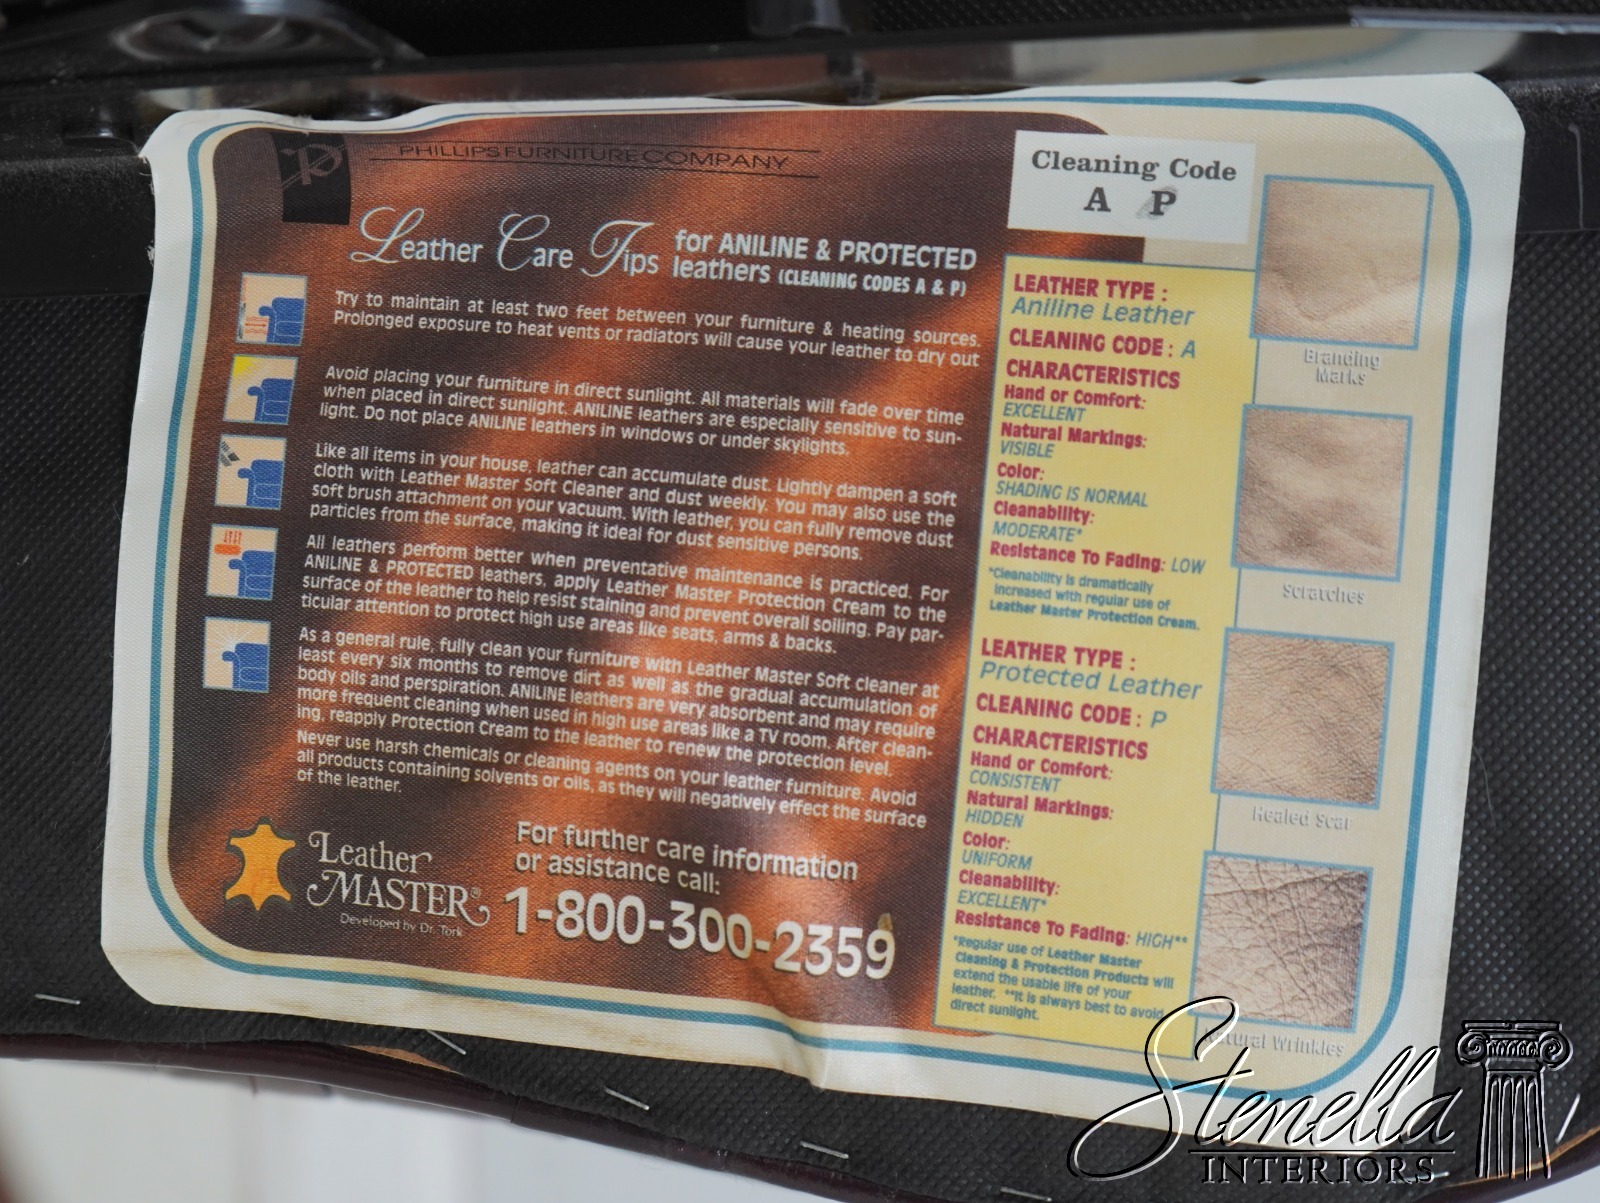 P
PHILLIPS FURNITURE COMPANY
Leather Care Tips for ANILINE & PROTECTED
leathers (CLEANING CODES A & P)
Try to maintain at least two feet between your furniture & heating sources.
Prolonged exposure to heat vents or radiators will cause your leather to dry out
Avoid placing your furniture in direct sunlight. All materials will fade over time
when placed in direct sunlight. ANILINE leathers are especially sensitive to sun-
light. Do not place ANILINE leathers in windows or under skylights.
Like all items in your house, leather can accumulate dust. Lightly dampen a soft
cloth with Leather Master Soft Cleaner and dust weekly. You may also use the
soft brush attachment on your vacuum. With leather, you can fully remove dust
particles from the surface, making it ideal for dust sensitive persons.
All leathers perform better when preventative maintenance is practiced. For
ANILINE & PROTECTED leathers, apply Leather Master Protection Cream to the
surface of the leather to help resist staining and prevent overall soiling. Pay par-
ticular attention to protect high use areas like seats, arms & backs.
As a general rule, fully clean your furniture with Leather Master Soft cleaner at
least every six months to remove dirt as well as the gradual accumulation of
body oils and perspiration. ANILINE leathers are very absorbent and may require
more frequent cleaning when used in high use areas like a TV room. After clean-
ing, reapply Protection Cream to the leather to renew the protection level.
Never use harsh chemicals or cleaning agents on your leather furniture. Avoid
all products containing solvents or oils, as they will negatively effect the surface
of the leather.
Leather
MASTER®
Developed by Dr. Tork
For further care information
or assistance call:
1-800-300-2359
Cleaning Code
A P
LEATHER TYPE :
Aniline Leather
CLEANING CODE : A
CHARACTERISTICS
Hand or Comfort:
EXCELLENT
Natural Markings:
VISIBLE
Color:
SHADING IS NORMAL
Cleanability:
MODERATE*
Resistance To Fading: LOW
*Cleanability is dramatically
increased with regular use of
Leather Master Protection Cream.
LEATHER TYPE :
Protected Leather
CLEANING CODE : P
CHARACTERISTICS
Hand or Comfort:
CONSISTENT
Natural Markings:
HIDDEN
Color:
UNIFORM
Cleanability:
EXCELLENT*
Resistance To Fading: HIGH**
*Regular use of Leather Master
Cleaning & Protection Products will
extend the usable life of your
leather. **It is always best to avoid
direct sunlight.
Branding
Marks
Scratches
Healed Scar
Natural Wrinkles
Stenella
INTERIORS